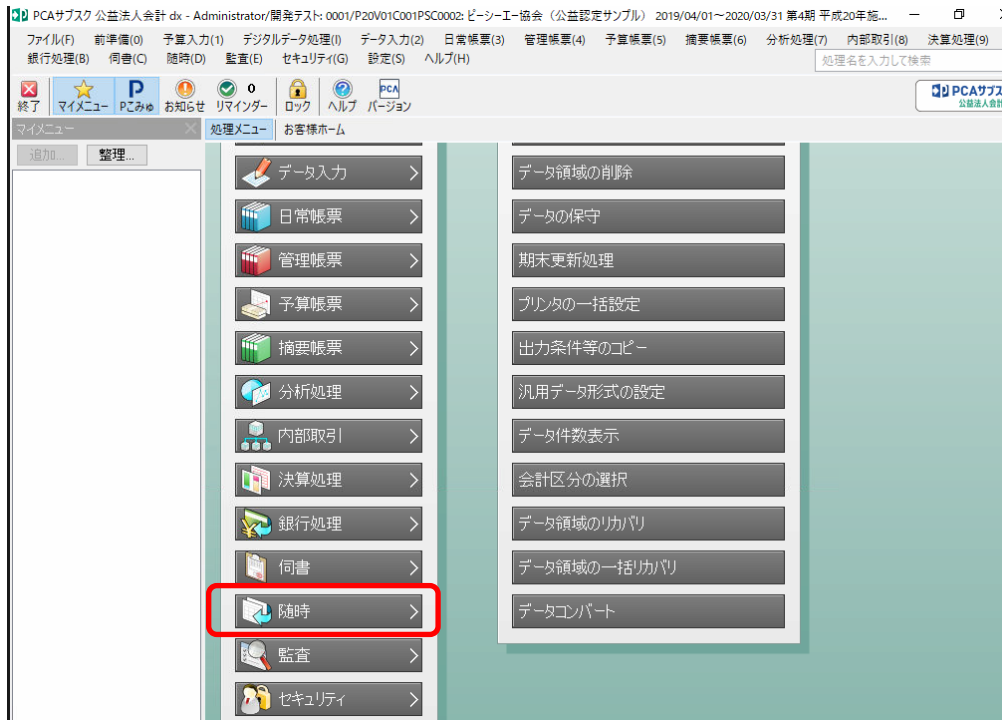 PCAサブスク 公益法人会計 dx - Administrator/開発テスト: 0001/P20V01C001PSC0002: ピーシーエー協会（公益認定サンプル） 2019/04/01～2020/03/31 第4期 平成20年施...
ファイル(F) 前準備(0) 予算入力(1) デジタルデータ処理(I) データ入力(2) 日常帳票(3) 管理帳票(4) 予算帳票(5) 摘要帳票(6) 分析処理(7) 内部取引(8) 決算処理(9)
銀行処理(B) 伺書(C) 随時(D) 監査(E) セキュリティ(G) 設定(S) ヘルプ(H)
処理名を入力して検索
0
PCA
終了 マイメニュー Pこみゅ お知らせ リマインダー ロック ヘルプ バージョン
PCAサブス
公益法人会計
マイメニュー
処理メニュー お客様ホーム
追加... 整理...
データ入力
日常帳票
管理帳票
予算帳票
摘要帳票
分析処理
内部取引
決算処理
銀行処理
伺書
随時
監査
セキュリティ
データ領域の削除
データの保守
期末更新処理
プリンタの一括設定
出力条件等のコピー
汎用データ形式の設定
データ件数表示
会計区分の選択
データ領域のリカバリ
データ領域の一括リカバリ
データコンバート